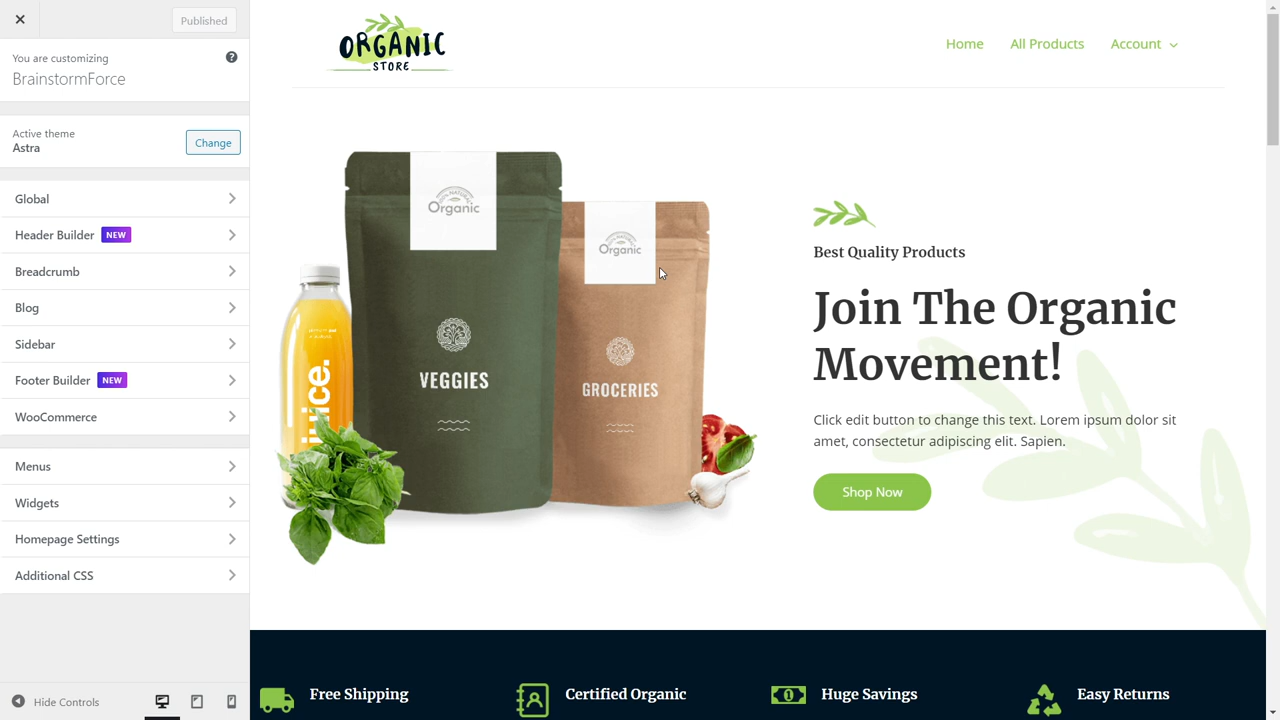 Published
You are customizing
BrainstormForce
Active theme
Astra
Change
Global
Header Builder NEW
Breadcrumb
Blog
Sidebar
Footer Builder NEW
WooCommerce
Menus
Widgets
Homepage Settings
Additional CSS
Hide Controls
ORGANIC
STORE
Home
All Products
Account
100% NATURAL
Organic
VEGGIES
Organic
GROCERIES
juice.
Best Quality Products
Join The Organic
Movement!
Click edit button to change this text. Lorem ipsum dolor sit
amet, consectetur adipiscing elit. Sapien.
Shop Now
Free Shipping
Certified Organic
Huge Savings
Easy Returns